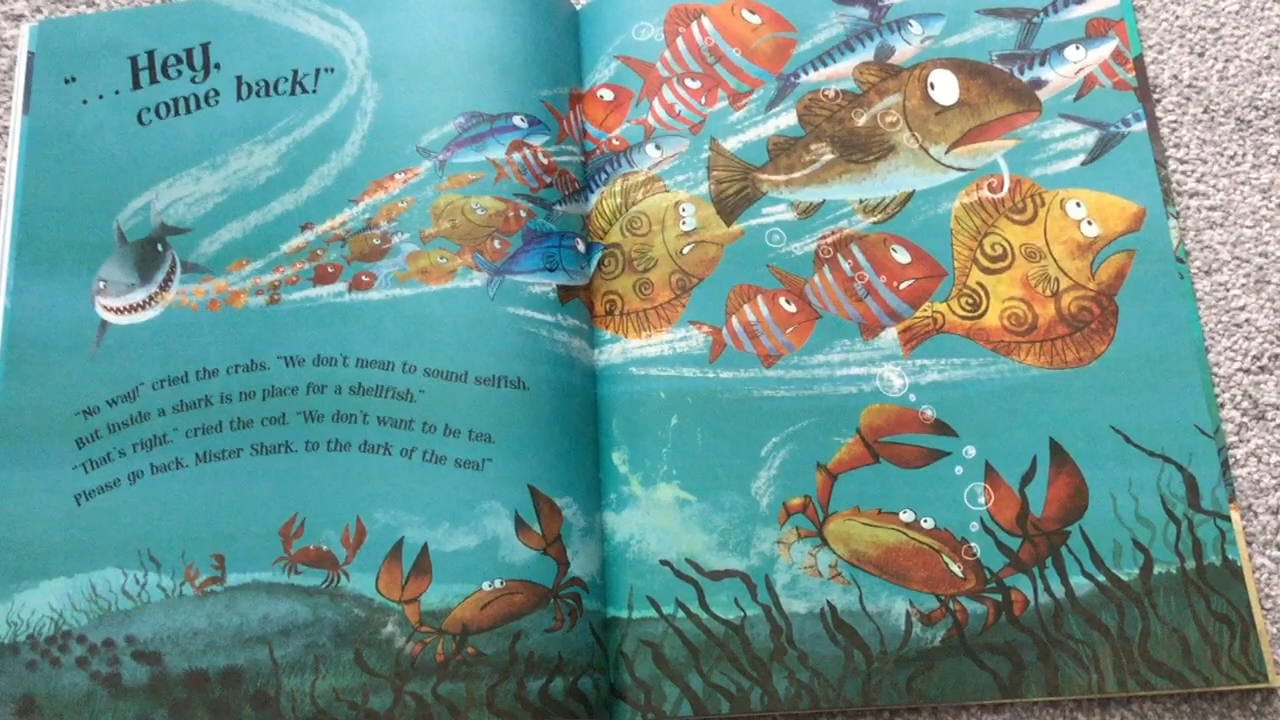 “...Hey,
come back!”
“No way!” cried the crabs. “We don't mean to sound selfish.
But inside a shark is no place for a shellfish.”
“That's right,” cried the cod. “We don't want to be tea.
Please go back, Mister Shark, to the dark of the sea!”